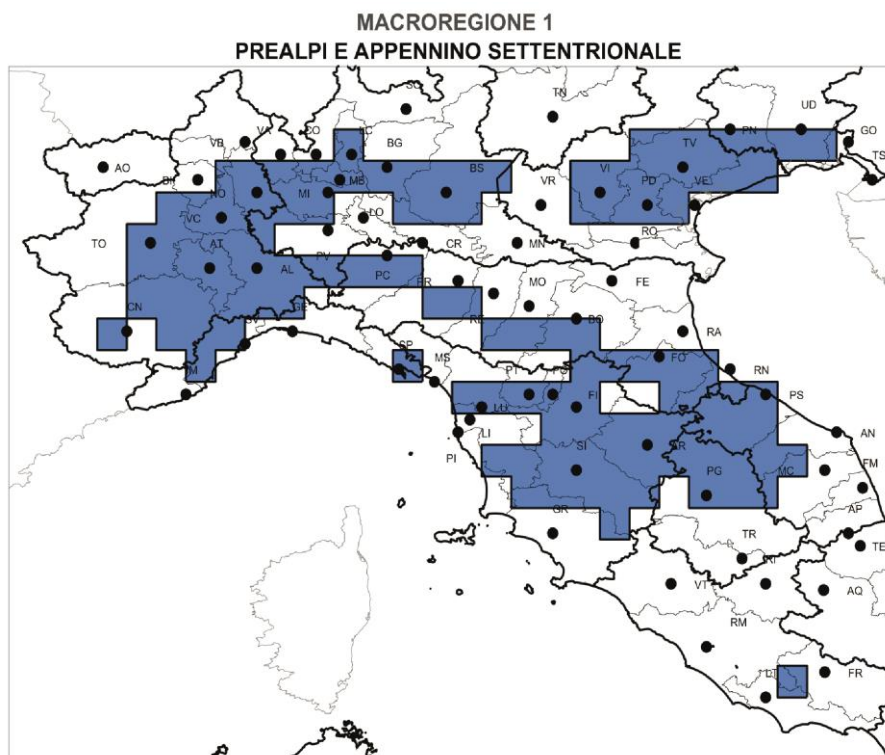 MACROREGIONE 1
PREALPI E APPENNINO SETTENTRIONALE
SO
TN
UD
VA
CO
LC
PN
GO
VB
BG
TV
TS
AO
BI
BS
VI
NO
MI
MB
VR
PD
VE
VC
LO
TO
AT
PV
CR
MN
RO
AL
PC
PR
MO
FE
CN
GE
RE
BO
SV
RA
SP
MS
FO
IM
PT
PO
RN
PS
LU
FI
LI
AN
PI
SI
AR
PG
MC
FM
GR
AP
TR
TE
VT
RI
AQ
RM
LT
FR